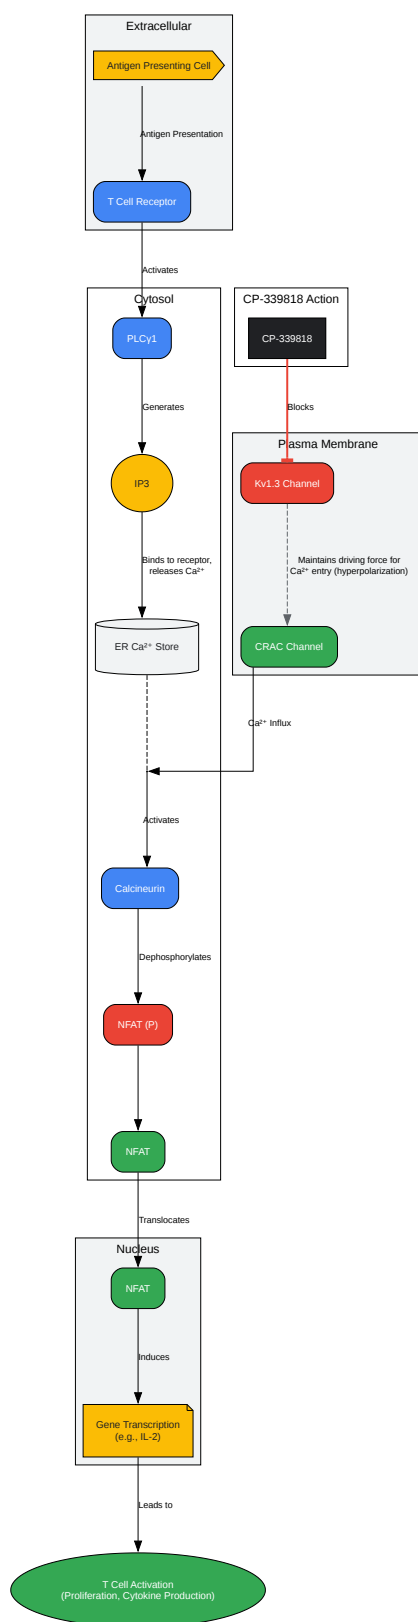 Extracellular
Antigen Presenting Cell
Antigen Presentation
T Cell Receptor
Activates
Cytosol
CP-339818 Action
PLCγ1
CP-339818
Generates
Blocks
Plasma Membrane
IP3
Kv1.3 Channel
Binds to receptor,
releases Ca²⁺
Maintains driving force for
Ca²⁺ entry (hyperpolarization)
ER Ca²⁺ Store
CRAC Channel
Ca²⁺ Influx
Activates
Calcineurin
Dephosphorylates
NFAT (P)
NFAT
Translocates
Nucleus
NFAT
Induces
Gene Transcription
(e.g., IL-2)
Leads to
T Cell Activation
(Proliferation, Cytokine Production)